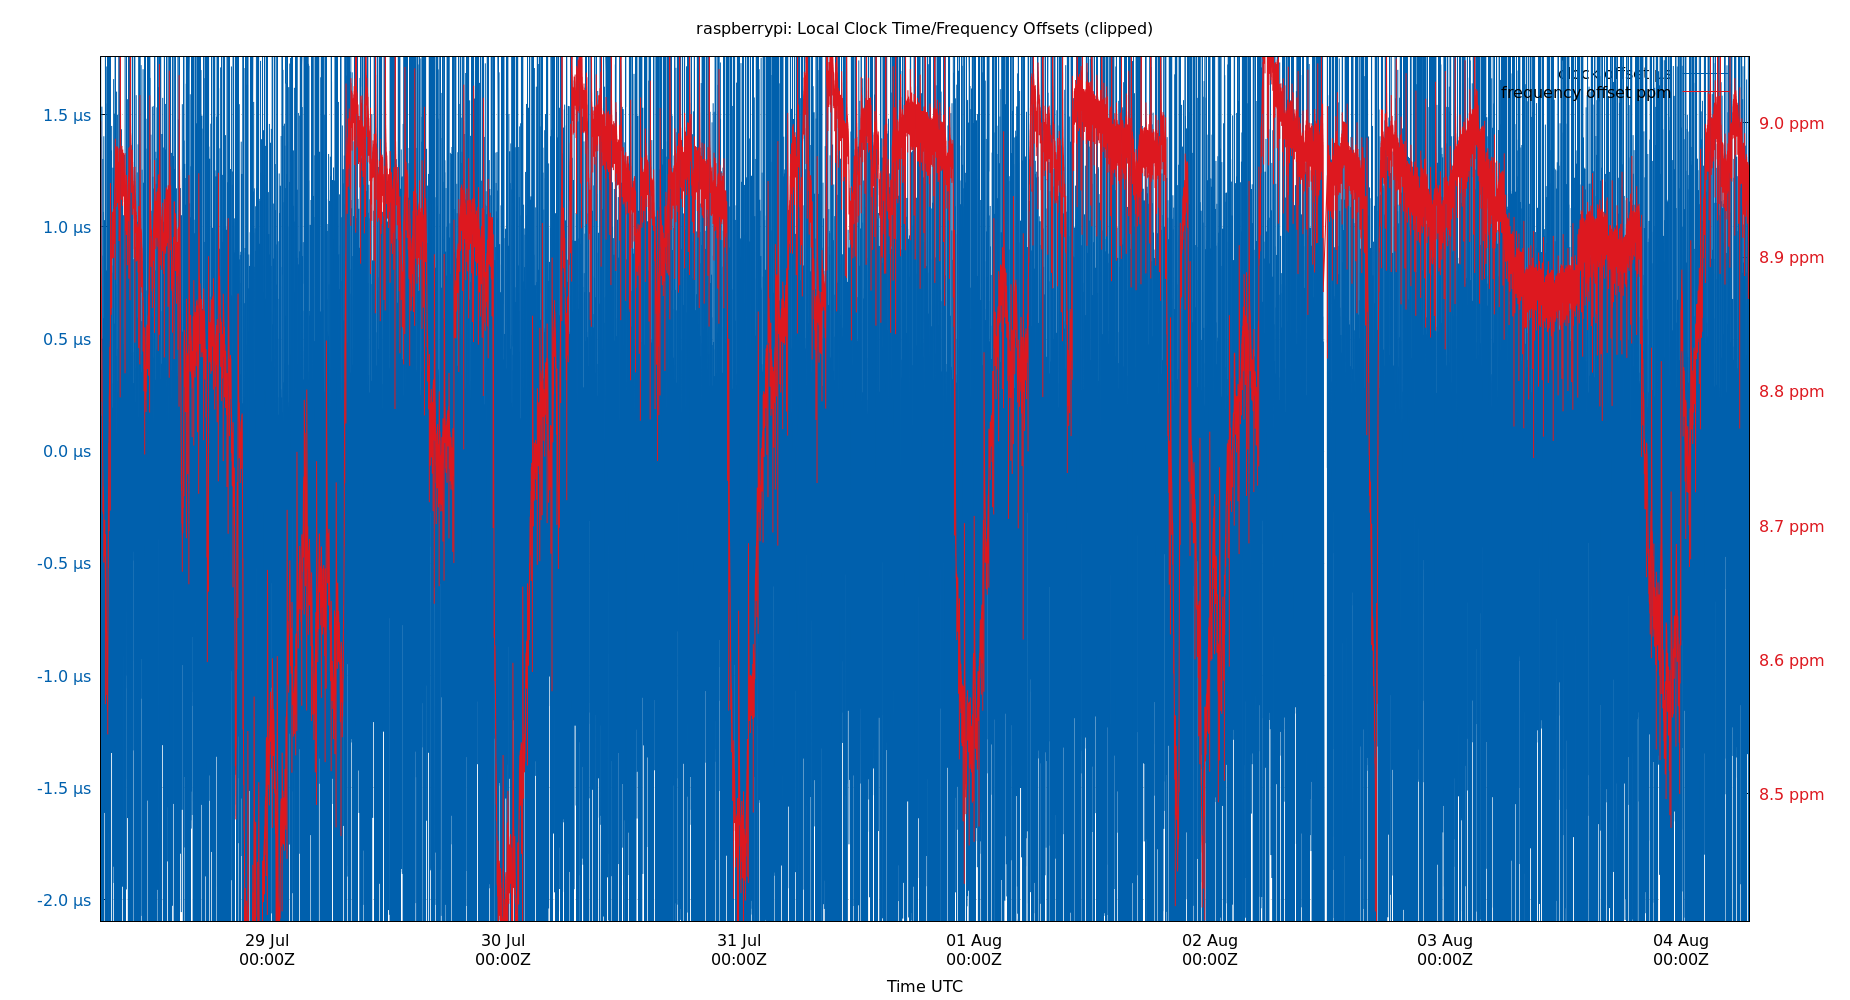 raspberrypi: Local Clock Time/Frequency Offsets (clipped)
clock offset µs
frequency offset ppm
1.5 µs
1.0 µs
0.5 µs
0.0 µs
-0.5 µs
-1.0 µs
-1.5 µs
-2.0 µs
9.0 ppm
8.9 ppm
8.8 ppm
8.7 ppm
8.6 ppm
8.5 ppm
29 Jul
00:00Z
30 Jul
00:00Z
31 Jul
00:00Z
01 Aug
00:00Z
02 Aug
00:00Z
03 Aug
00:00Z
04 Aug
00:00Z
Time UTC